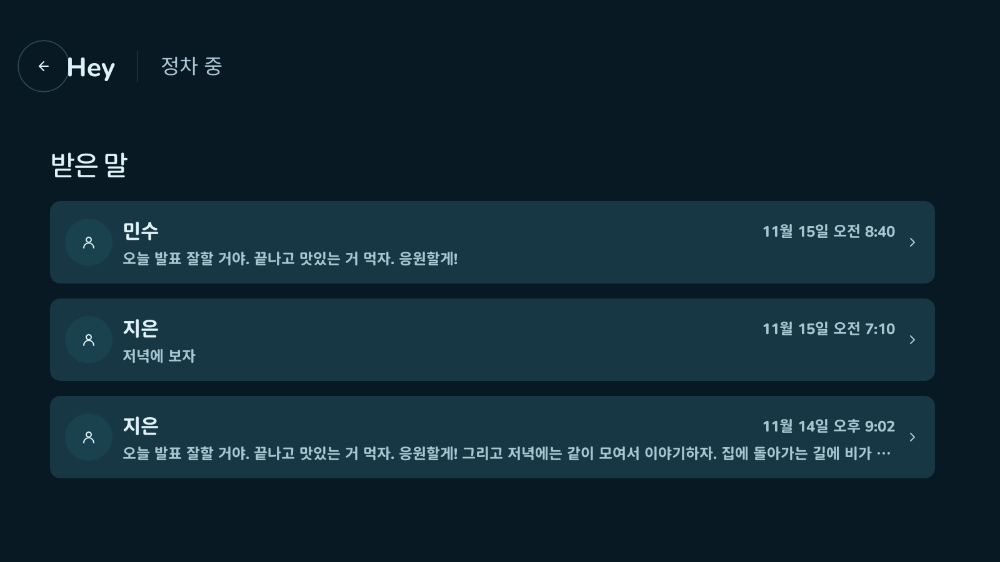 Hey
정차 중
받은 말
민수
11월 15일 오전 8:40
오늘 발표 잘할 거야. 끝나고 맛있는 거 먹자. 응원할게!
지은
11월 15일 오전 7:10
저녁에 보자
지은
11월 14일 오후 9:02
오늘 발표 잘할 거야. 끝나고 맛있는 거 먹자. 응원할게! 그리고 저녁에는 같이 모여서 이야기하자. 집에 돌아가는 길에 비가 ⋯